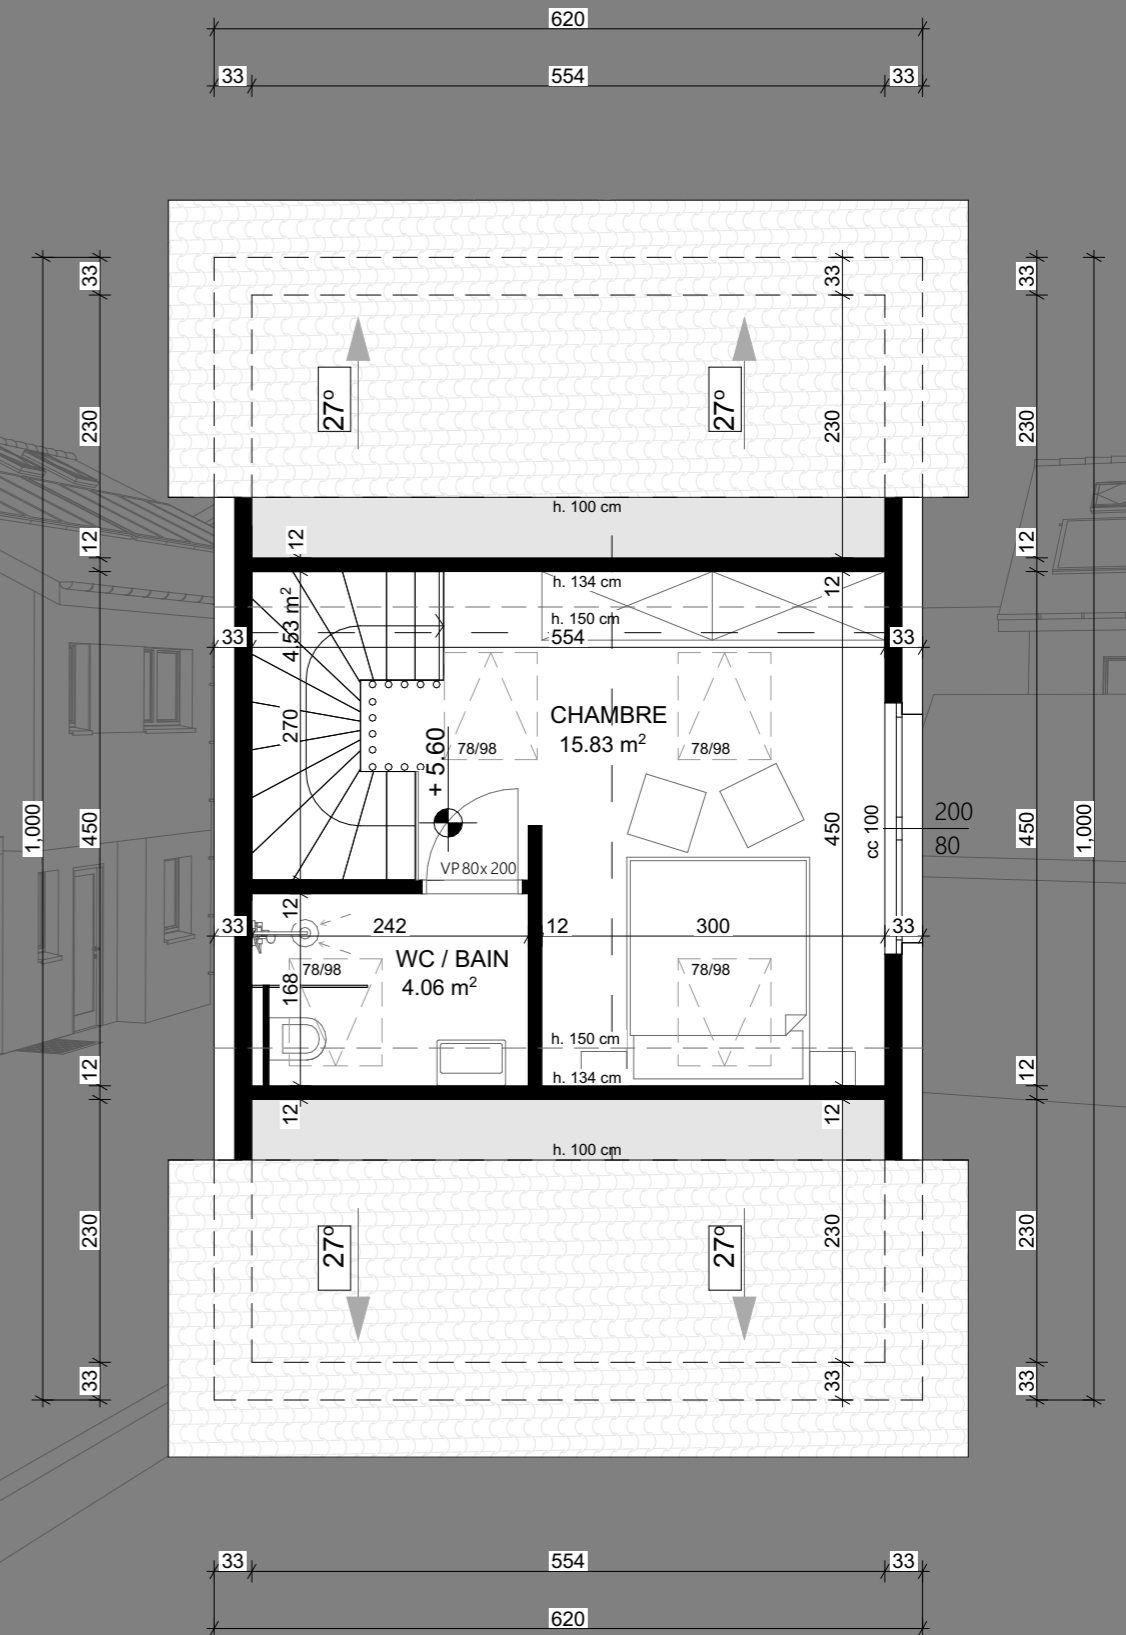 620
33 554 33
33 33 33
27° 27°
230 230 230
h. 100 cm
12 12 12
h. 134 cm 12
4.53 m²
h. 150 cm
33 554 33
270
CHAMBRE
15.83 m²
78/98 78/98
+ 5.60
1,000 450 450 cc 100 200 450 1,000
80
VP 80x 200
12
33 242 12 300 33
WC / BAIN
78/98 78/98
168 4.06 m²
h. 150 cm
12 h. 134 cm 12
12 12
h. 100 cm
230 230 230
27° 27°
33 33 33
33 554 33
620